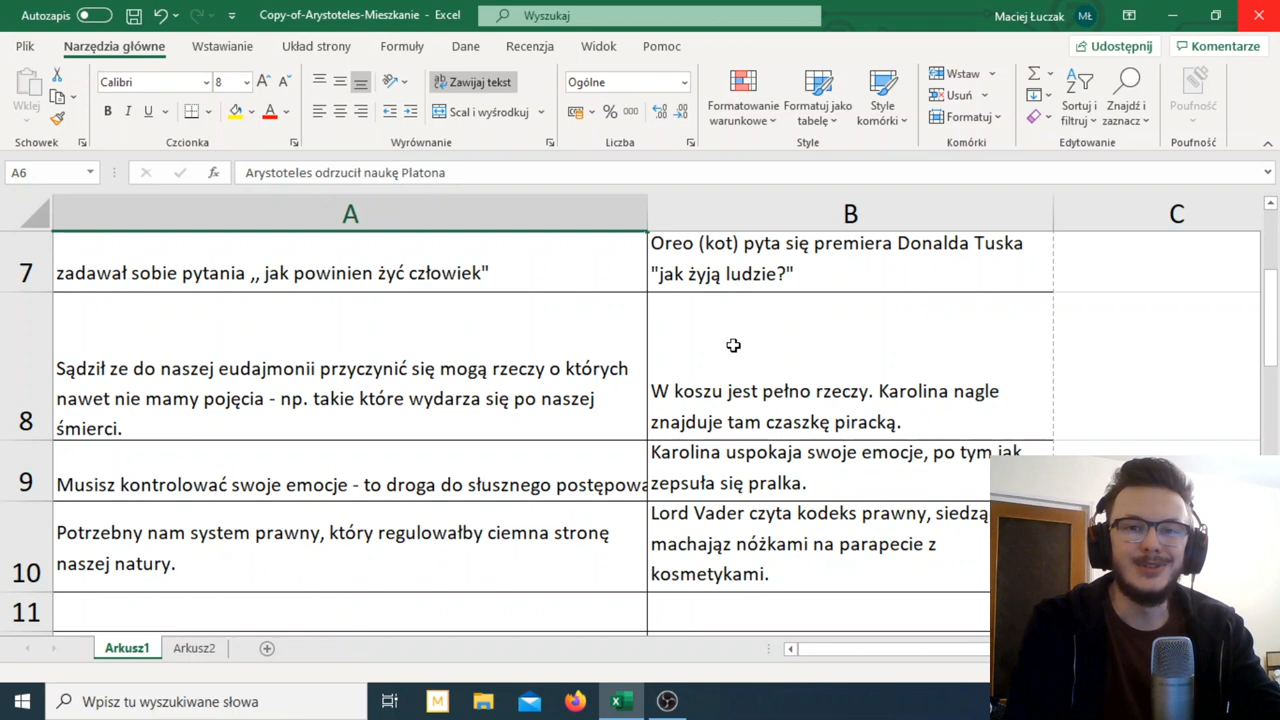 Autozapis
Copy-of-Arystoteles-Mieszkanie - Excel
Wyszukaj
Maciej Łuczak
MŁ
Plik
Narzędzia główne
Wstawianie
Układ strony
Formuły
Dane
Recenzja
Widok
Pomoc
Udostępnij
Komentarze
Wklej
Calibri
8
Zawijaj tekst
Ogólne
Scal i wyśrodkuj
Formatowanie warunkowe
Formatuj jako tabelę
Style komórki
Wstaw
Usuń
Formatuj
Sortuj i filtruj
Znajdź i zaznacz
Poufność
Schowek
Czcionka
Wyrównanie
Liczba
Style
Komórki
Edytowanie
Poufność
A6
fx
Arystoteles odrzucił naukę Platona
A
B
C
7
zadawał sobie pytania ,, jak powinien żyć człowiek"
Oreo (kot) pyta się premiera Donalda Tuska
"jak żyją ludzie?"
8
Sądził ze do naszej eudajmonii przyczynić się mogą rzeczy o których
nawet nie mamy pojęcia - np. takie które wydarza się po naszej
śmierci.
W koszu jest pełno rzeczy. Karolina nagle
znajduje tam czaszkę piracką.
9
Musisz kontrolować swoje emocje - to droga do słusznego postępowa
Karolina uspokaja swoje emocje, po tym jak
zepsuła się pralka.
10
Potrzebny nam system prawny, który regulowałby ciemna stronę
naszej natury.
Lord Vader czyta kodeks prawny, siedzą
machając nóżkami na parapecie z
kosmetykami.
11
Arkusz1
Arkusz2
Wpisz tu wyszukiwane słowa